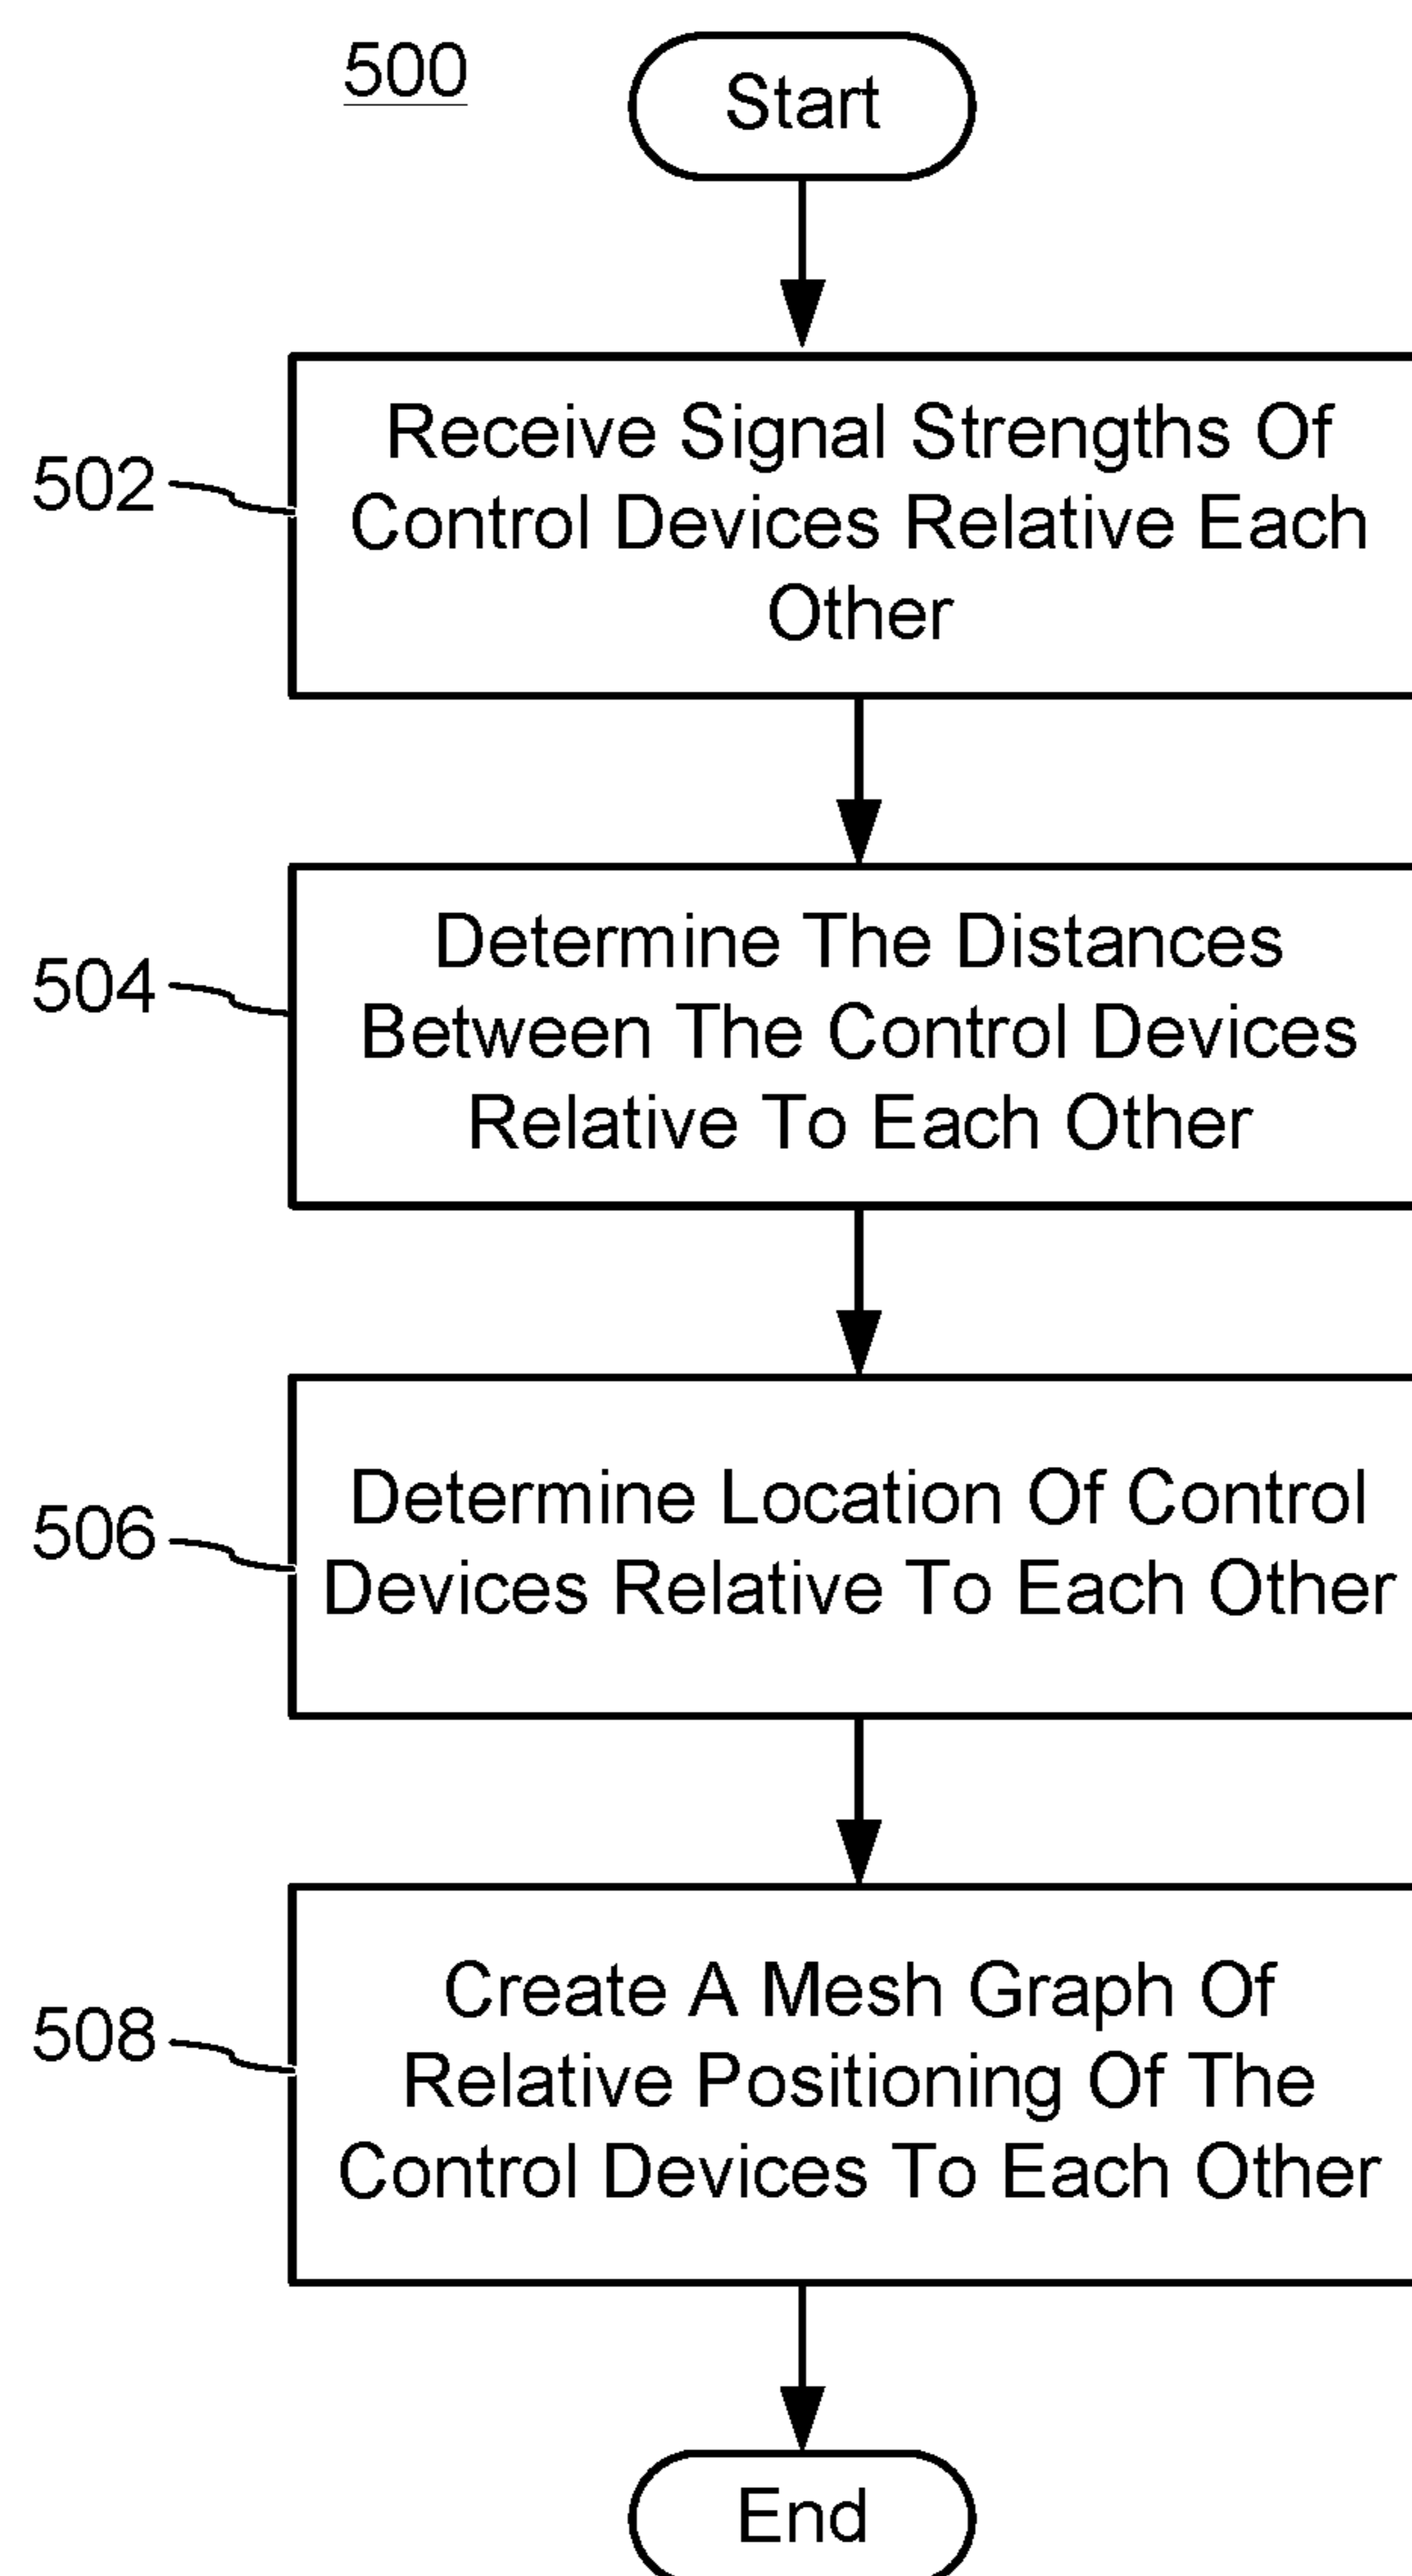 500
Start
502
Receive Signal Strengths Of
Control Devices Relative Each
Other
504
Determine The Distances
Between The Control Devices
Relative To Each Other
506
Determine Location Of Control
Devices Relative To Each Other
508
Create A Mesh Graph Of
Relative Positioning Of The
Control Devices To Each Other
End